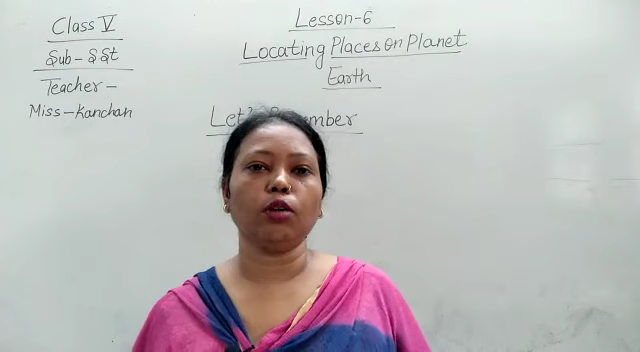 Class V
Sub - SSt
Teacher -
Miss - Kanchan
Lesson-6
Locating Places on Planet
Earth